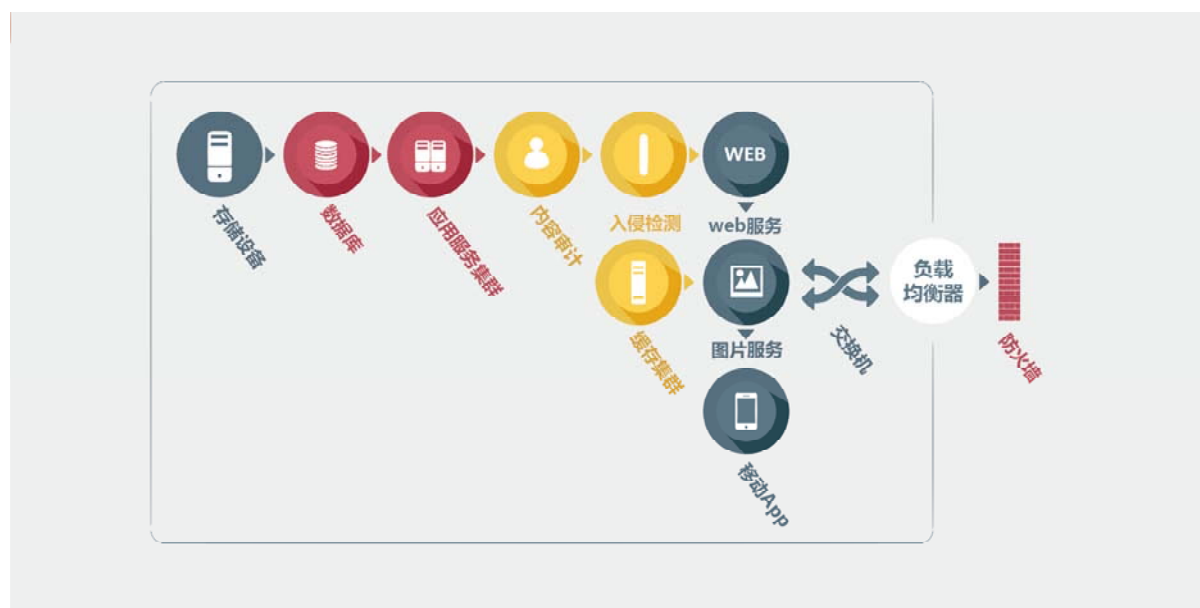 WEB
存储设备
数据库
应用服务集群
内容审计
入侵检测
web服务
负载
均衡器
缓存集群
图片服务
交换机
防火墙
移动App